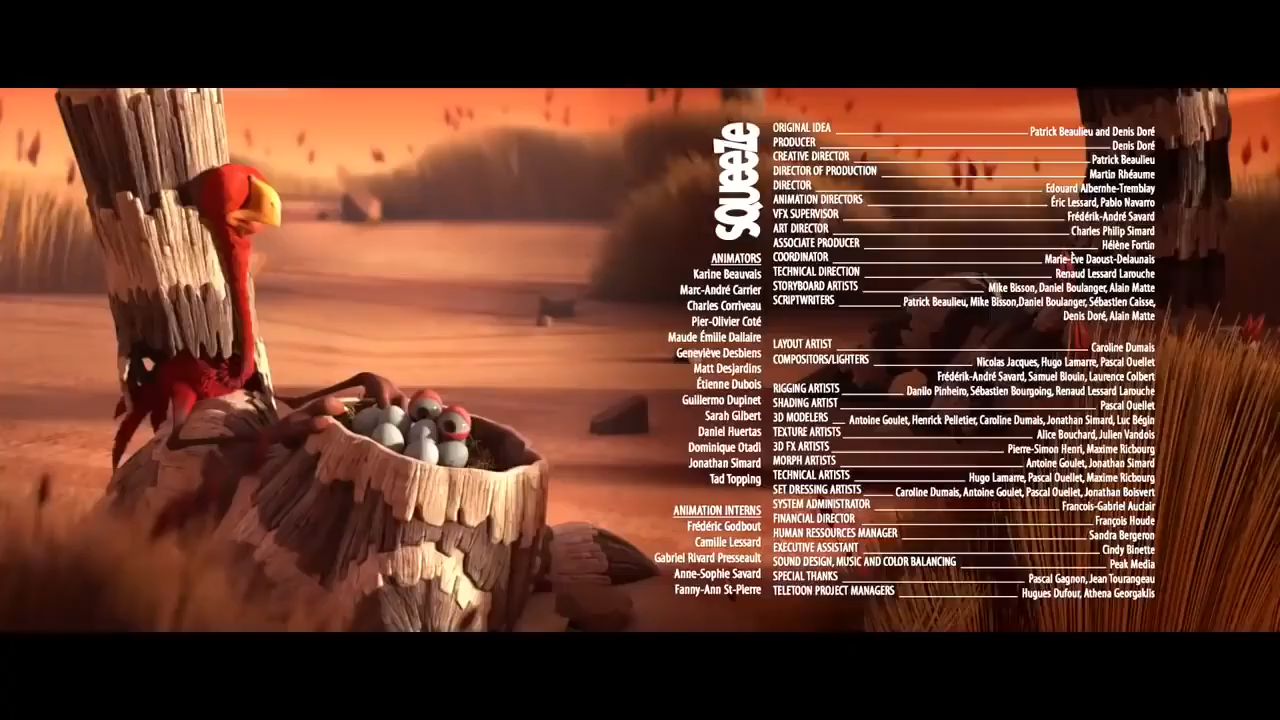 squeeze
ANIMATORS
Karine Beauvais
Marc-André Carrier
Charles Corriveau
Pier-Olivier Coté
Maude Émilie Dallaire
Geneviève Desbiens
Matt Desjardins
Étienne Dubois
Guillermo Dupinet
Sarah Gilbert
Daniel Huertas
Dominique Otadl
Jonathan Simard
Tad Topping
ANIMATION INTERNS
Frédéric Godbout
Camille Lessard
Gabriel Rivard Presseault
Anne-Sophie Savard
Fanny-Ann St-Pierre
ORIGINAL IDEA Patrick Beaulieu and Denis Doré
PRODUCER Denis Doré
CREATIVE DIRECTOR Patrick Beaulieu
DIRECTOR OF PRODUCTION Martin Rhéaume
DIRECTOR Edouard Albernhe-Tremblay
ANIMATION DIRECTORS Éric Lessard, Pablo Navarro
VFX SUPERVISOR Frédérik-André Savard
ART DIRECTOR Charles Philip Simard
ASSOCIATE PRODUCER Hélène Fortin
COORDINATOR Marie-Ève Daoust-Delaunais
TECHNICAL DIRECTION Renaud Lessard Larouche
STORYBOARD ARTISTS Mike Bisson, Daniel Boulanger, Alain Matte
SCRIPTWRITERS Patrick Beaulieu, Mike Bisson,Daniel Boulanger, Sébastien Caisse,
Denis Doré, Alain Matte
LAYOUT ARTIST Caroline Dumais
COMPOSITORS/LIGHTERS Nicolas Jacques, Hugo Lamarre, Pascal Ouellet
Frédérik-André Savard, Samuel Blouin, Laurence Colbert
RIGGING ARTISTS Danilo Pinheiro, Sébastien Bourgoing, Renaud Lessard Larouche
SHADING ARTIST Pascal Ouellet
3D MODELERS Antoine Goulet, Henrick Pelletier, Caroline Dumais, Jonathan Simard, Luc Bégin
TEXTURE ARTISTS Alice Bouchard, Julien Vandois
3D FX ARTISTS Pierre-Simon Henri, Maxime Ricbourg
MORPH ARTISTS Antoine Goulet, Jonathan Simard
TECHNICAL ARTISTS Hugo Lamarre, Pascal Ouellet, Maxime Ricbourg
SET DRESSING ARTISTS Caroline Dumais, Antoine Goulet, Pascal Ouellet, Jonathan Boisvert
SYSTEM ADMINISTRATOR Francois-Gabriel Auclair
FINANCIAL DIRECTOR François Houde
HUMAN RESSOURCES MANAGER Sandra Bergeron
EXECUTIVE ASSISTANT Cindy Binette
SOUND DESIGN, MUSIC AND COLOR BALANCING Peak Media
SPECIAL THANKS Pascal Gagnon, Jean Tourangeau
TELETOON PROJECT MANAGERS Hugues Dufour, Athena Georgaklis